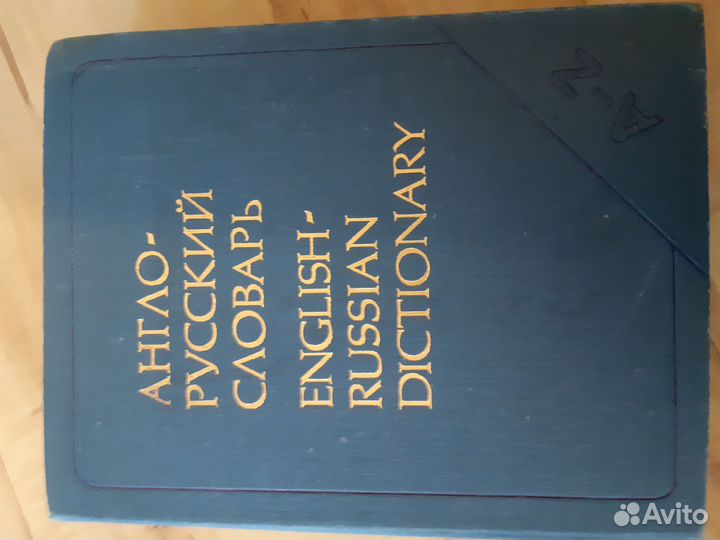 АНГЛО-
РУССКИЙ
СЛОВАРЬ
ENGLISH-
RUSSIAN
DICTIONARY
A-Z
Avito